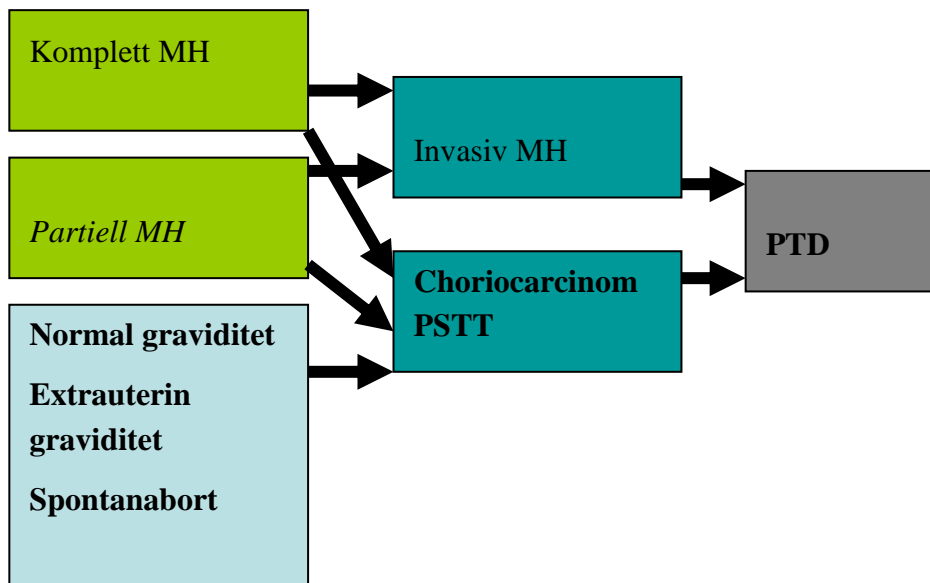 Komplett MH
Partiell MH
Normal graviditet
Extrauterin
graviditet
Spontanabort
Invasiv MH
Choriocarcinom
PSTT
PTD